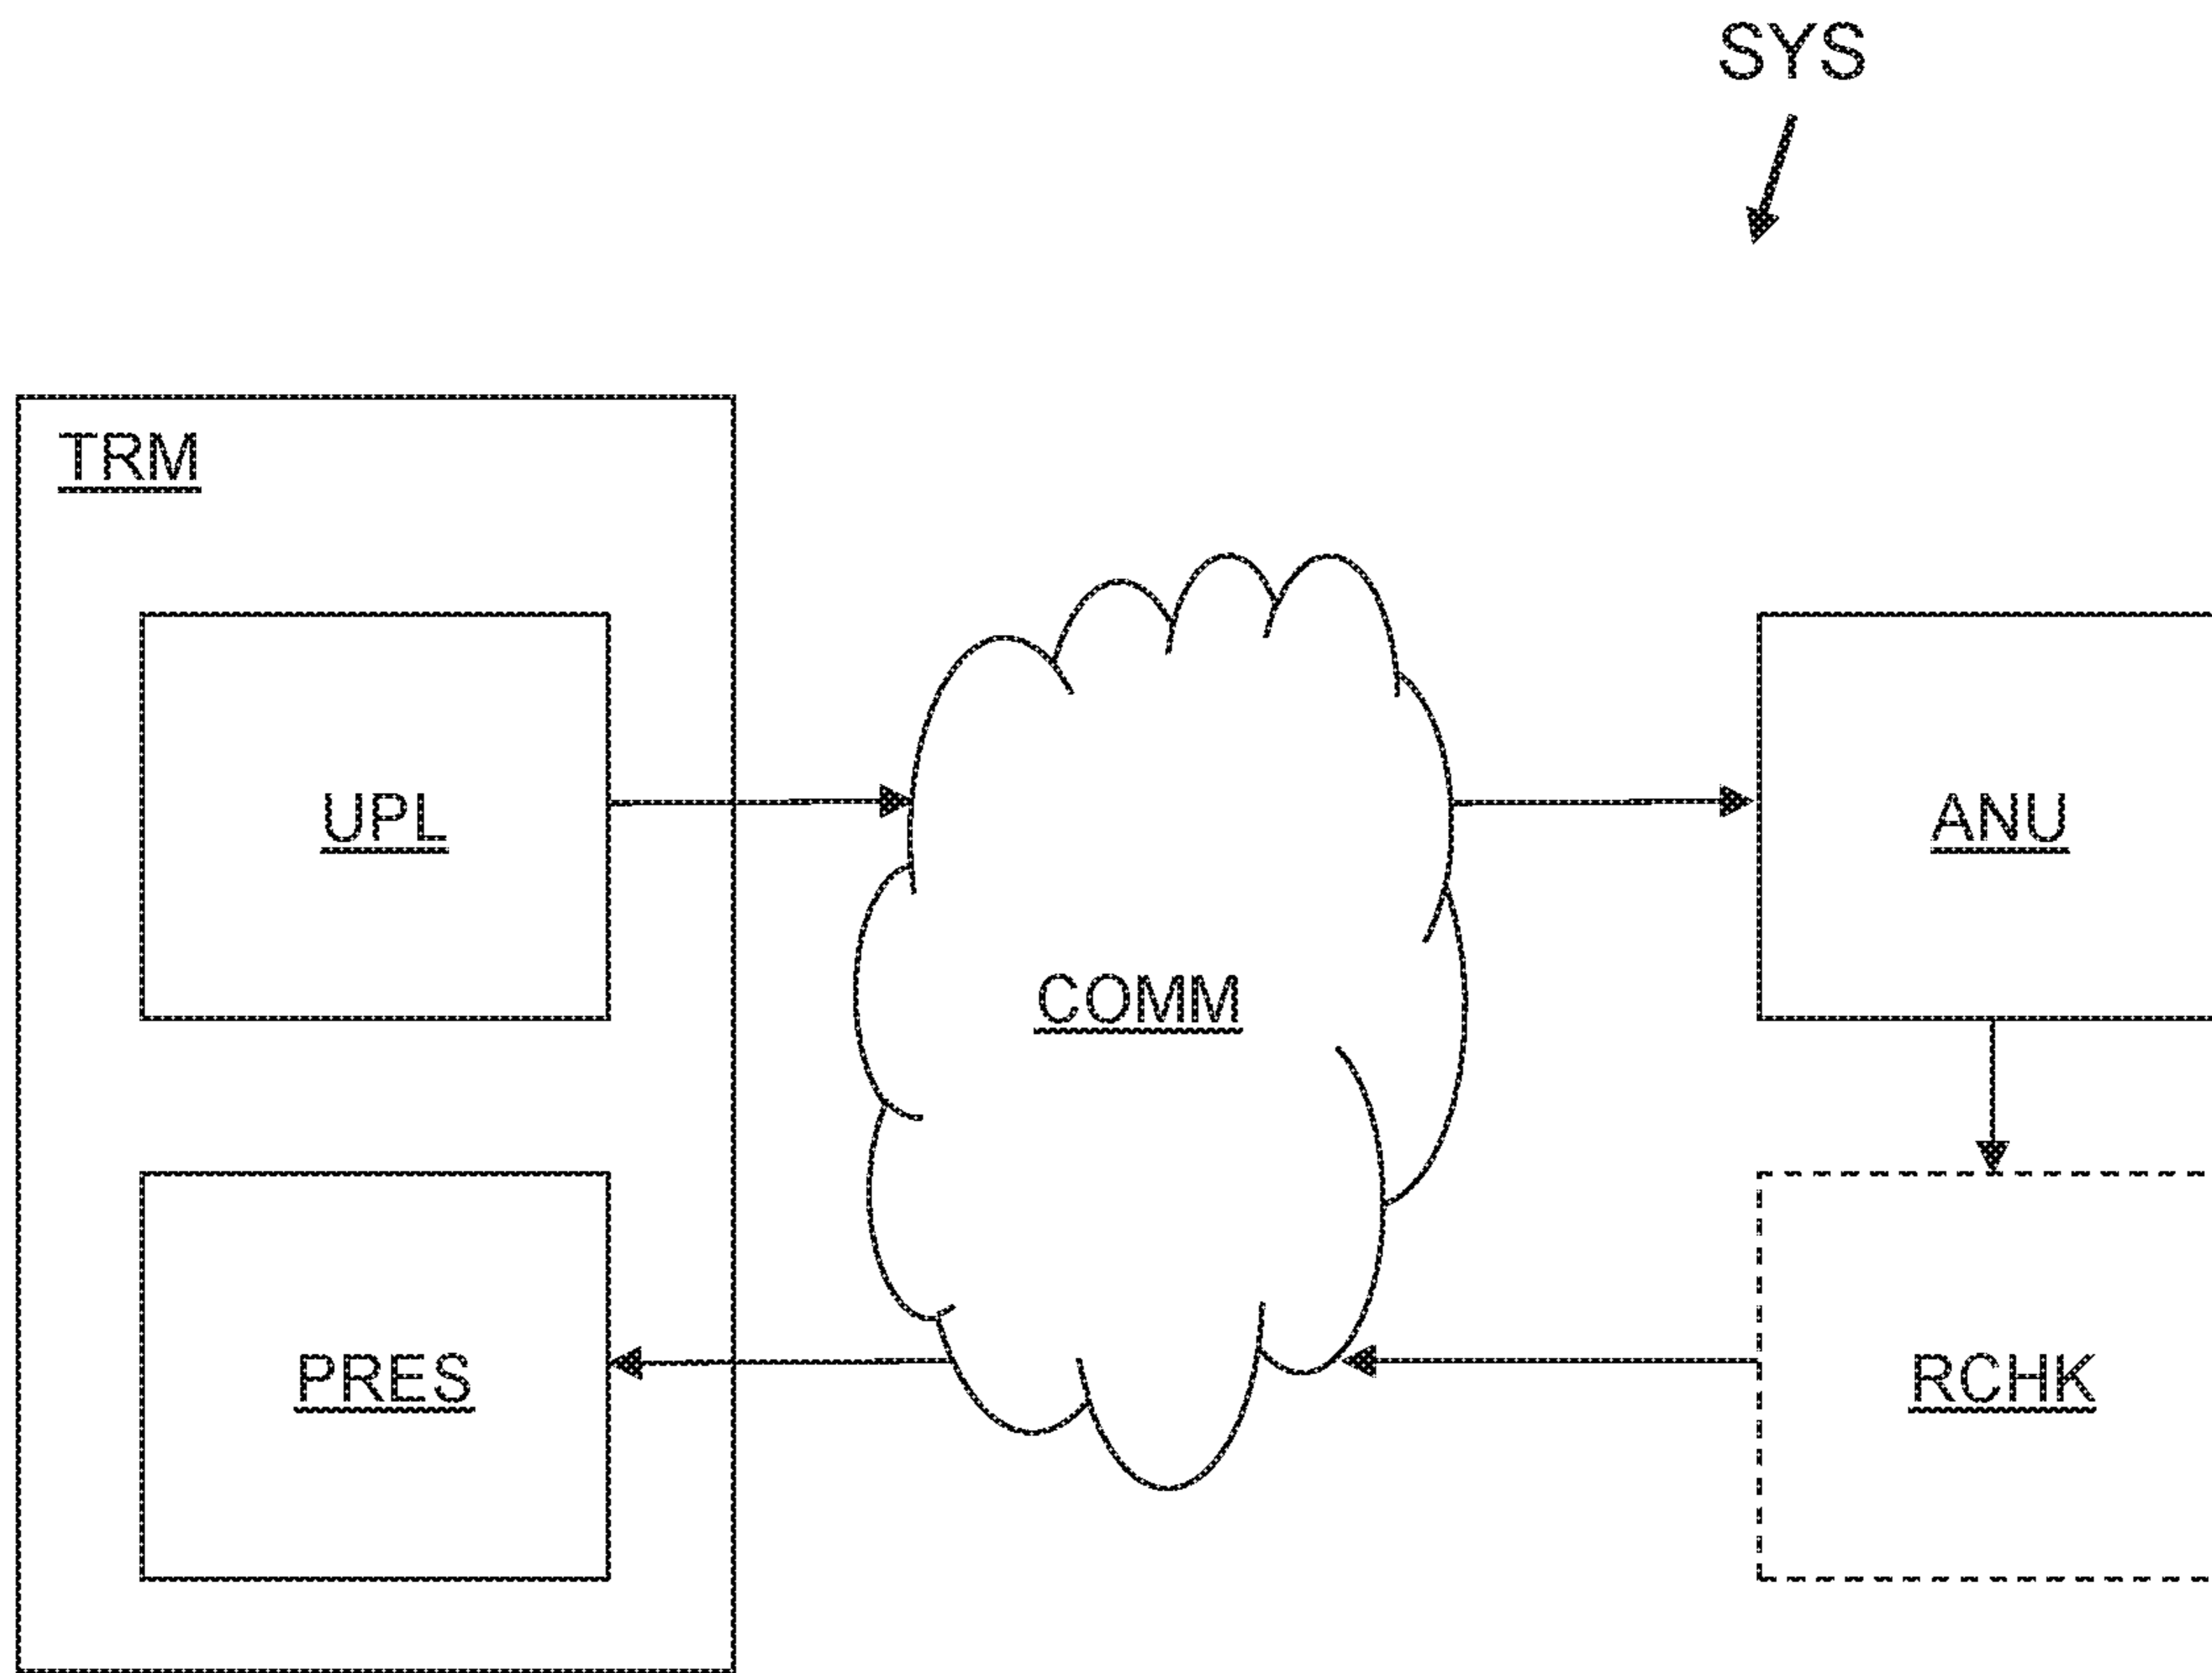 SYS
TRM
UPL
ANU
COMM
PRES
RCHK